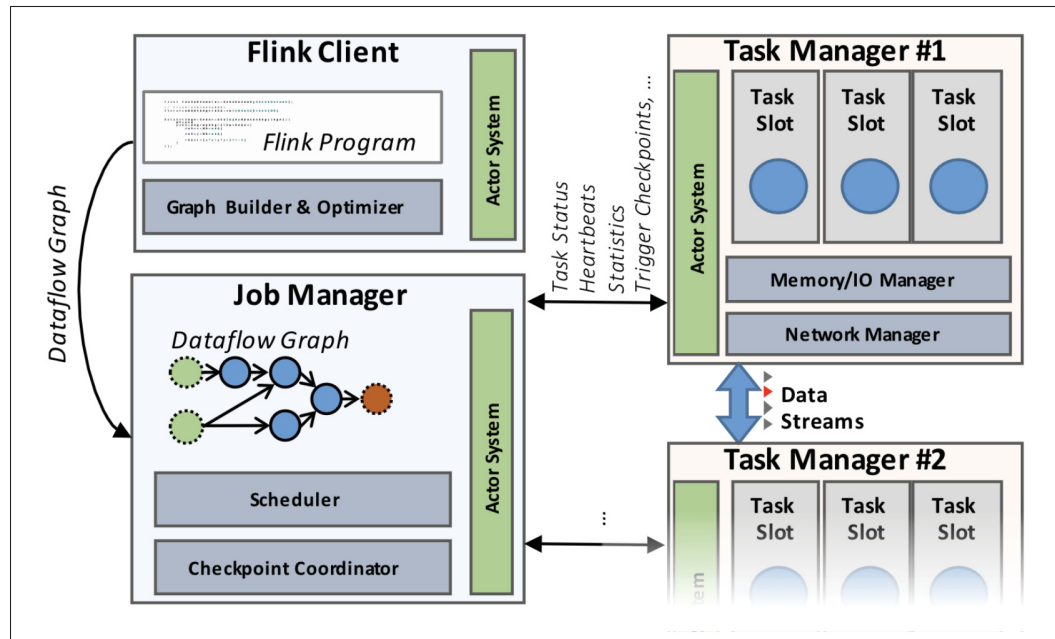 Flink Client
Flink Program
Graph Builder & Optimizer
Actor System
Dataflow Graph
Job Manager
Dataflow Graph
Scheduler
Checkpoint Coordinator
Actor System
Task Status
Heartbeats
Statistics
Trigger Checkpoints, ...
...
Task Manager #1
Actor System
Task
Slot
Task
Slot
Task
Slot
Memory/IO Manager
Network Manager
Data
Streams
Task Manager #2
Task
Slot
Task
Slot
Task
Slot